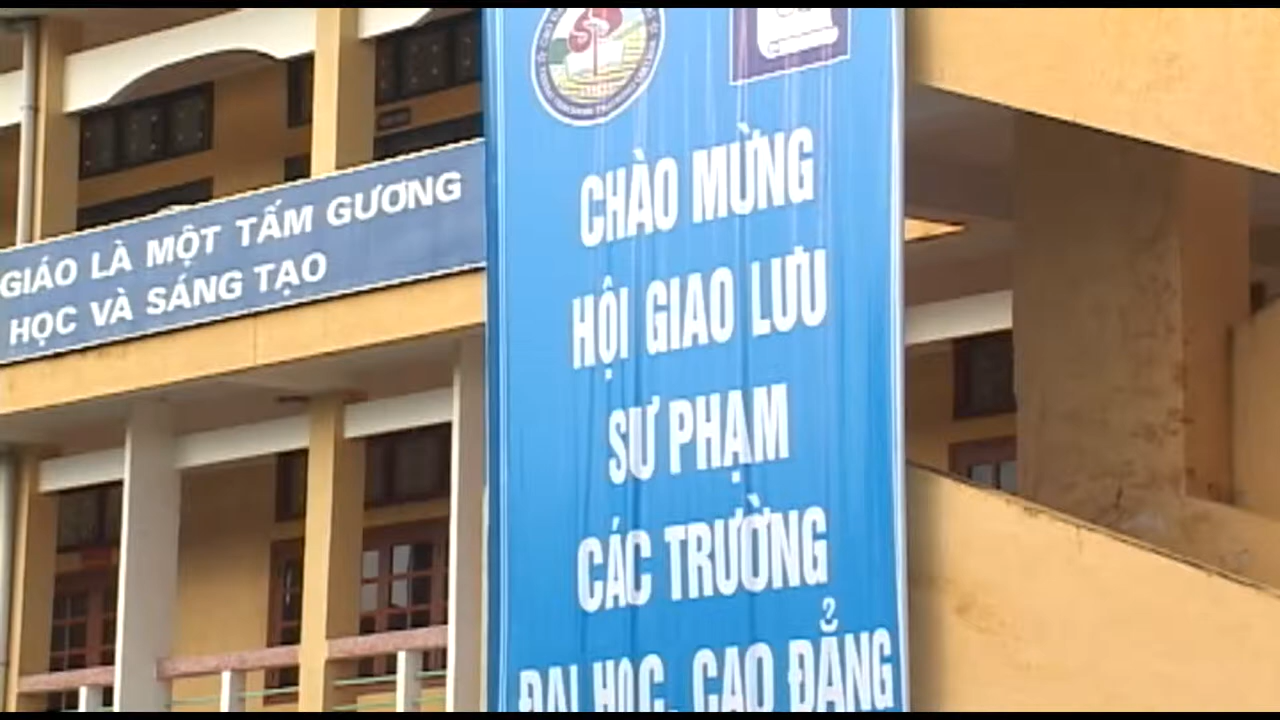 GIÁO LÀ MỘT TẤM GƯƠNG
HỌC VÀ SÁNG TẠO
CHÀO MỪNG
HỘI GIAO LƯU
SƯ PHẠM
CÁC TRƯỜNG
ĐẠI HỌC, CAO ĐẲNG